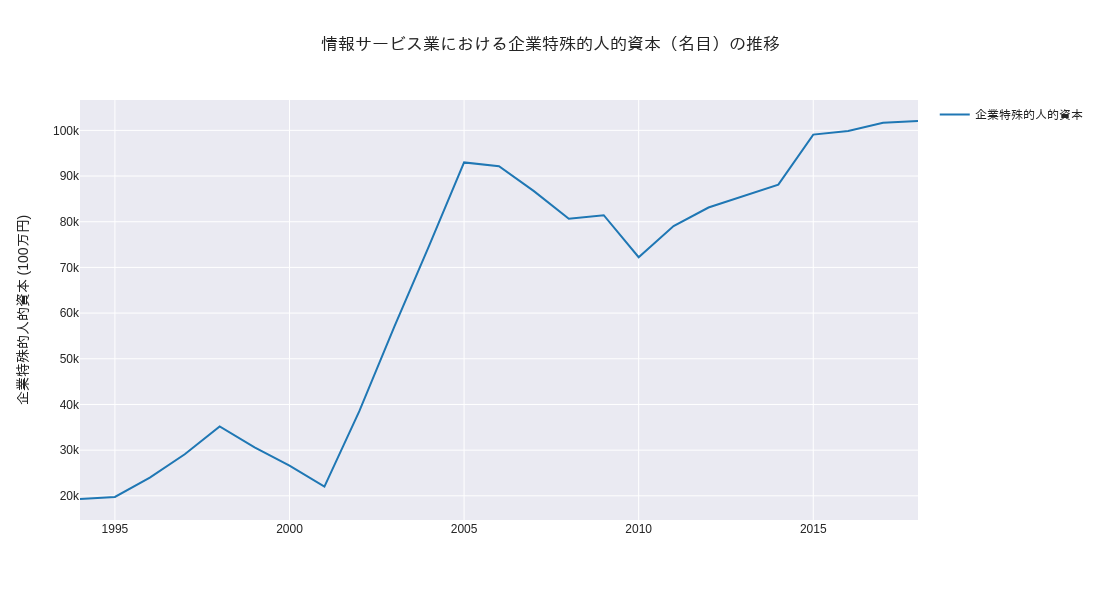 情報サービス業における企業特殊的人的資本（名目）の推移
企業特殊的人的資本
企業特殊的人的資本 (100万円)
100k
90k
80k
70k
60k
50k
40k
30k
20k
1995 2000 2005 2010 2015